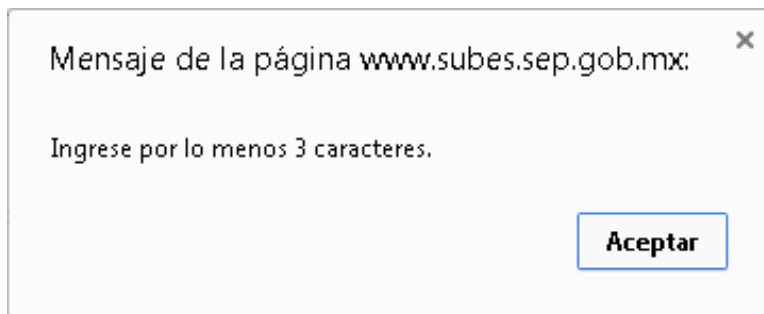 Mensaje de la página www.subes.sep.gob.mx:
Ingrese por lo menos 3 caracteres.
Aceptar